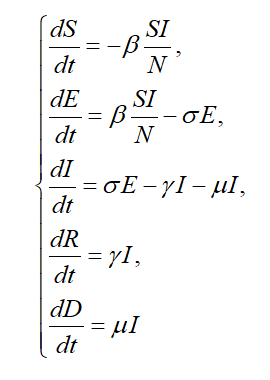 dS/dt = −β SI/N ,
dE/dt = β SI/N − σE,
dI/dt = σE − γI − μI,
dR/dt = γI,
dD/dt = μI